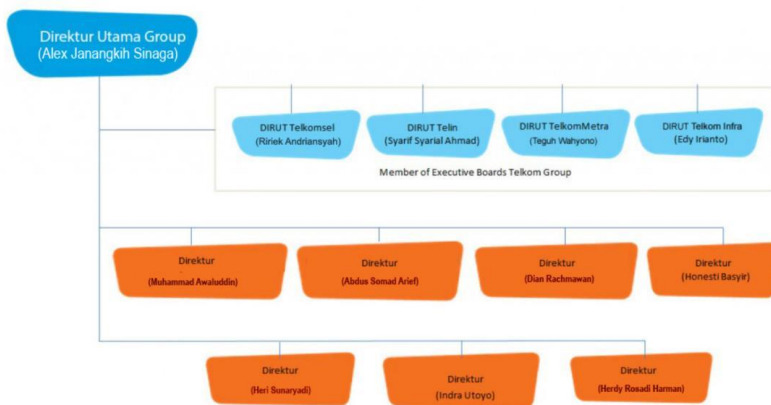 Direktur Utama Group
(Alex Janangkih Sinaga)
DIRUT Telkomsel
(Ririek Andriansyah)
DIRUT Telin
(Syarif Syarial Ahmad)
DIRUT TelkomMetra
(Teguh Wahyono)
DIRUT Telkom Infra
(Edy Irianto)
Member of Executive Boards Telkom Group
Direktur
(Muhammad Awaluddin)
Direktur
(Abdus Somad Arief)
Direktur
(Dian Rachmawan)
Direktur
(Honesti Basyir)
Direktur
(Heri Sunaryadi)
Direktur
(Indra Utoyo)
Direktur
(Herdy Rosadi Harman)